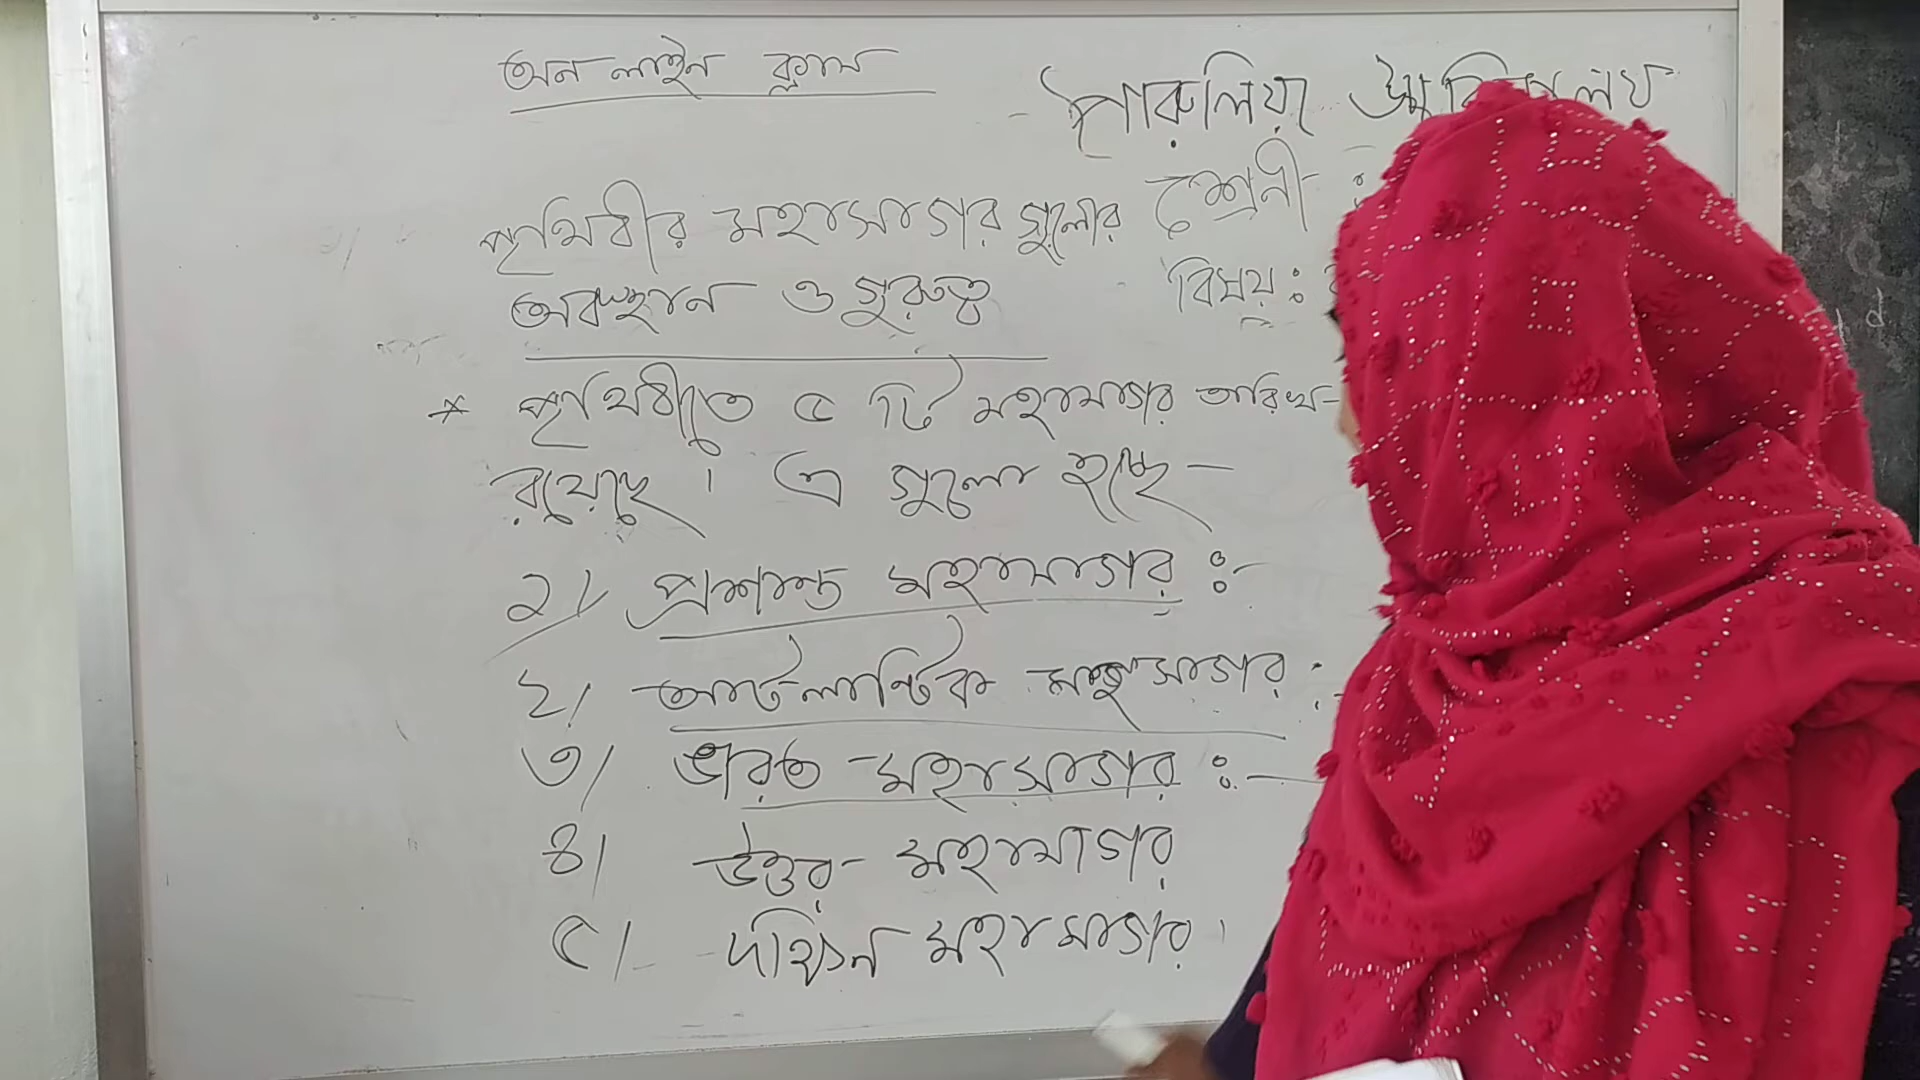 অন লাইন ক্লাস
পারুলিয়া
পৃথিবীর মহাসাগর গুলোর
শ্রেনী :
অবস্থান ও গুরুত্ব
বিষয় :
* পৃথিবীতে ৫ টি মহাসাগর
তারিখ-
রয়েছে। এ গুলো হচ্ছে -
১/ প্রশান্ত মহাসাগর :-
২/ আটলান্টিক মহাসাগর :-
৩/ ভারত মহাসাগর :-
৪/ উত্তর মহাসাগর
৫/ দক্ষিন মহাসাগর।